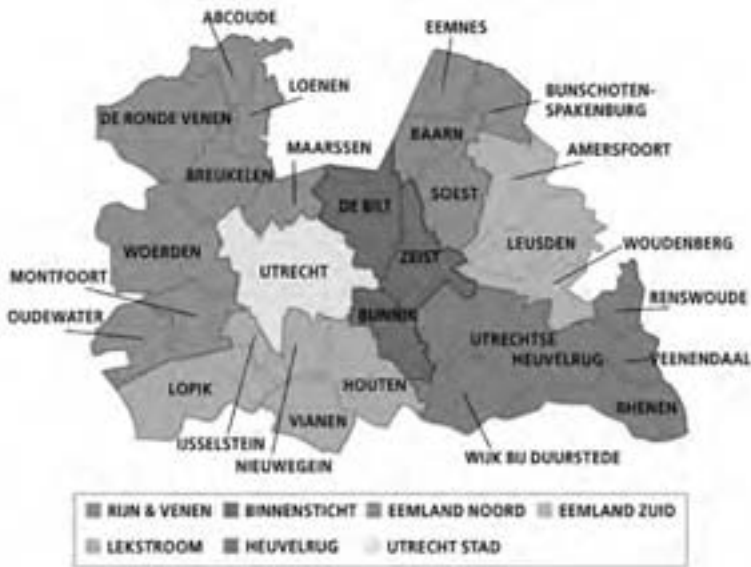 ABCOUDE
EEMNES
LOENEN
BUNSCHOTEN-
SPAKENBURG
DE RONDE VENEN
MAARSSEN
BAARN
AMERSFOORT
BREUKELEN
DE BILT
SOEST
WOERDEN
ZEIST
LEUSDEN
WOUDENBERG
MONTFOORT
UTRECHT
RENSWOUDE
OUDEWATER
BUNNIK
UTRECHTSE
HEUVELRUG
VEENENDAAL
LOPIK
HOUTEN
VIANEN
RHENEN
IJSSELSTEIN
NIEUWEGEIN
WIJK BIJ DUURSTEDE
RIJN & VENEN
BINNENSTICHT
EEMLAND NOORD
EEMLAND ZUID
LEKSTROOM
HEUVELRUG
UTRECHT STAD